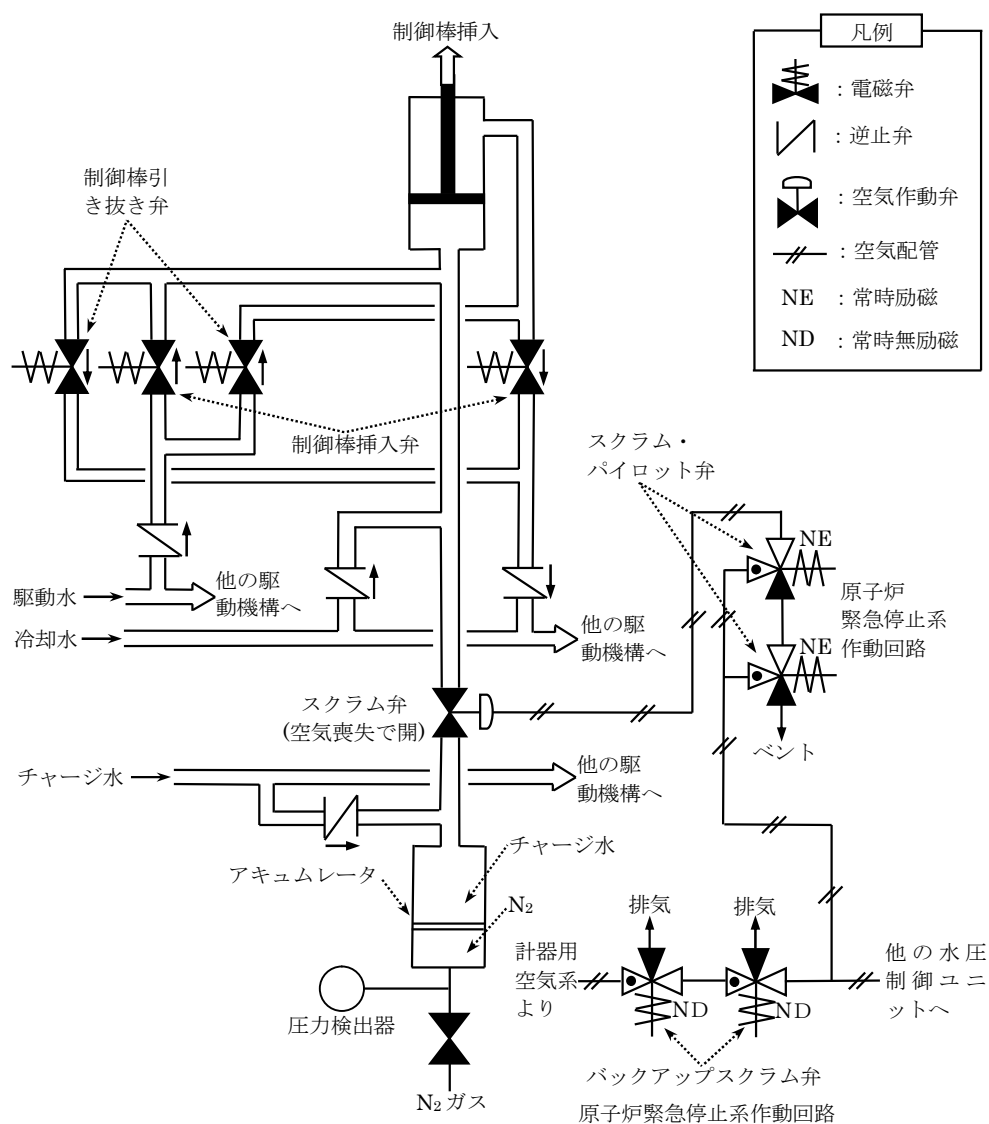 制御棒挿入
凡例
：電磁弁
：逆止弁
：空気作動弁
：空気配管
NE ：常時励磁
ND ：常時無励磁
制御棒引
き抜き弁
制御棒挿入弁
スクラム・
パイロット弁
NE
原子炉
緊急停止系
作動回路
NE
ベント
駆動水
他の駆
動機構へ
冷却水
他の駆
動機構へ
スクラム弁
(空気喪失で開)
チャージ水
他の駆
動機構へ
チャージ水
アキュムレータ
N₂
圧力検出器
N₂ガス
排気
排気
計器用
空気系
より
ND
ND
他の水圧
制御ユニ
ットへ
バックアップスクラム弁
原子炉緊急停止系作動回路